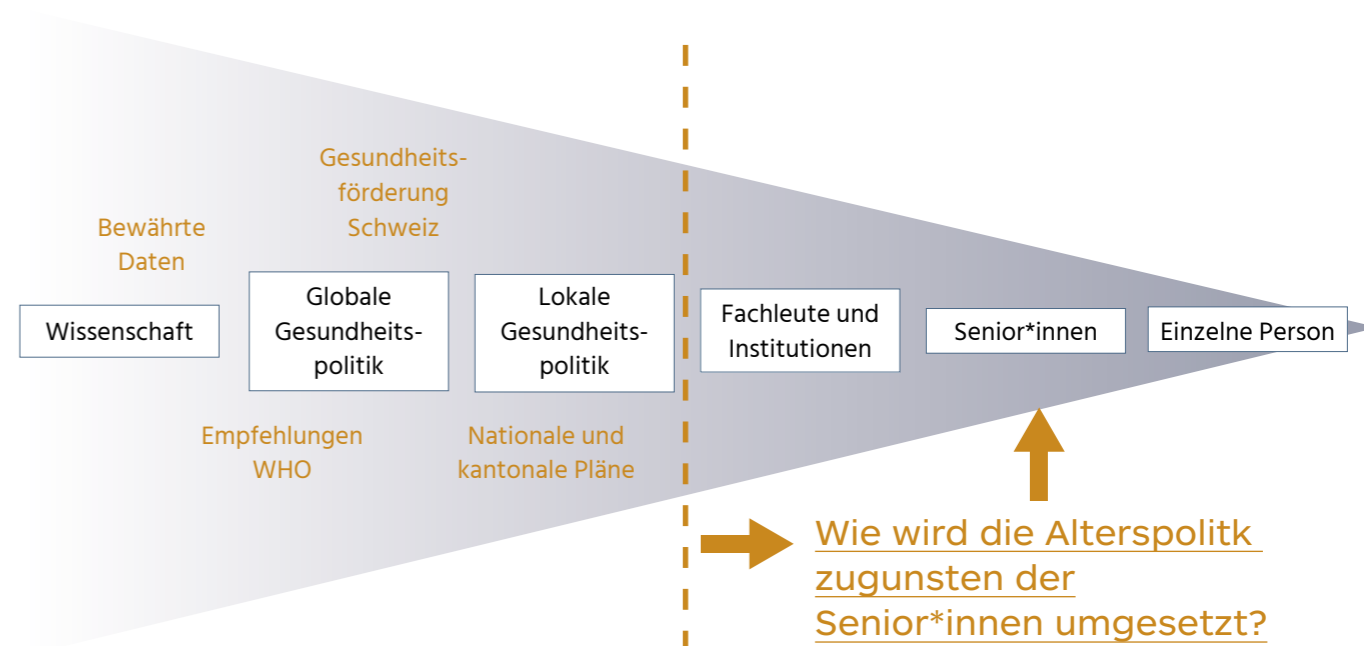 Gesundheits-
förderung
Schweiz
Bewährte
Daten
Wissenschaft
Globale
Gesundheits-
politik
Lokale
Gesundheits-
politik
Fachleute und
Institutionen
Senior*innen
Einzelne Person
Empfehlungen
WHO
Nationale und
kantonale Pläne
Wie wird die Alterspolitk
zugunsten der
Senior*innen umgesetzt?